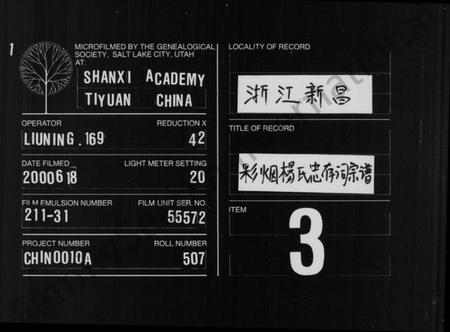 1
MICROFILMED BY THE GENEALOGICAL
SOCIETY, SALT LAKE CITY, UTAH
AT:
SHANXI ACADEMY
TIYUAN CHINA
OPERATOR REDUCTION X
LIUNING.169 42
DATE FILMED LIGHT METER SETTING
2000618 20
FILM EMULSION NUMBER FILM UNIT SER. NO.
211-31 55572
PROJECT NUMBER ROLL NUMBER
CHIN0010A 507
LOCALITY OF RECORD
浙江新昌
TITLE OF RECORD
彩烟杨氏忠存祠宗谱
ITEM
3